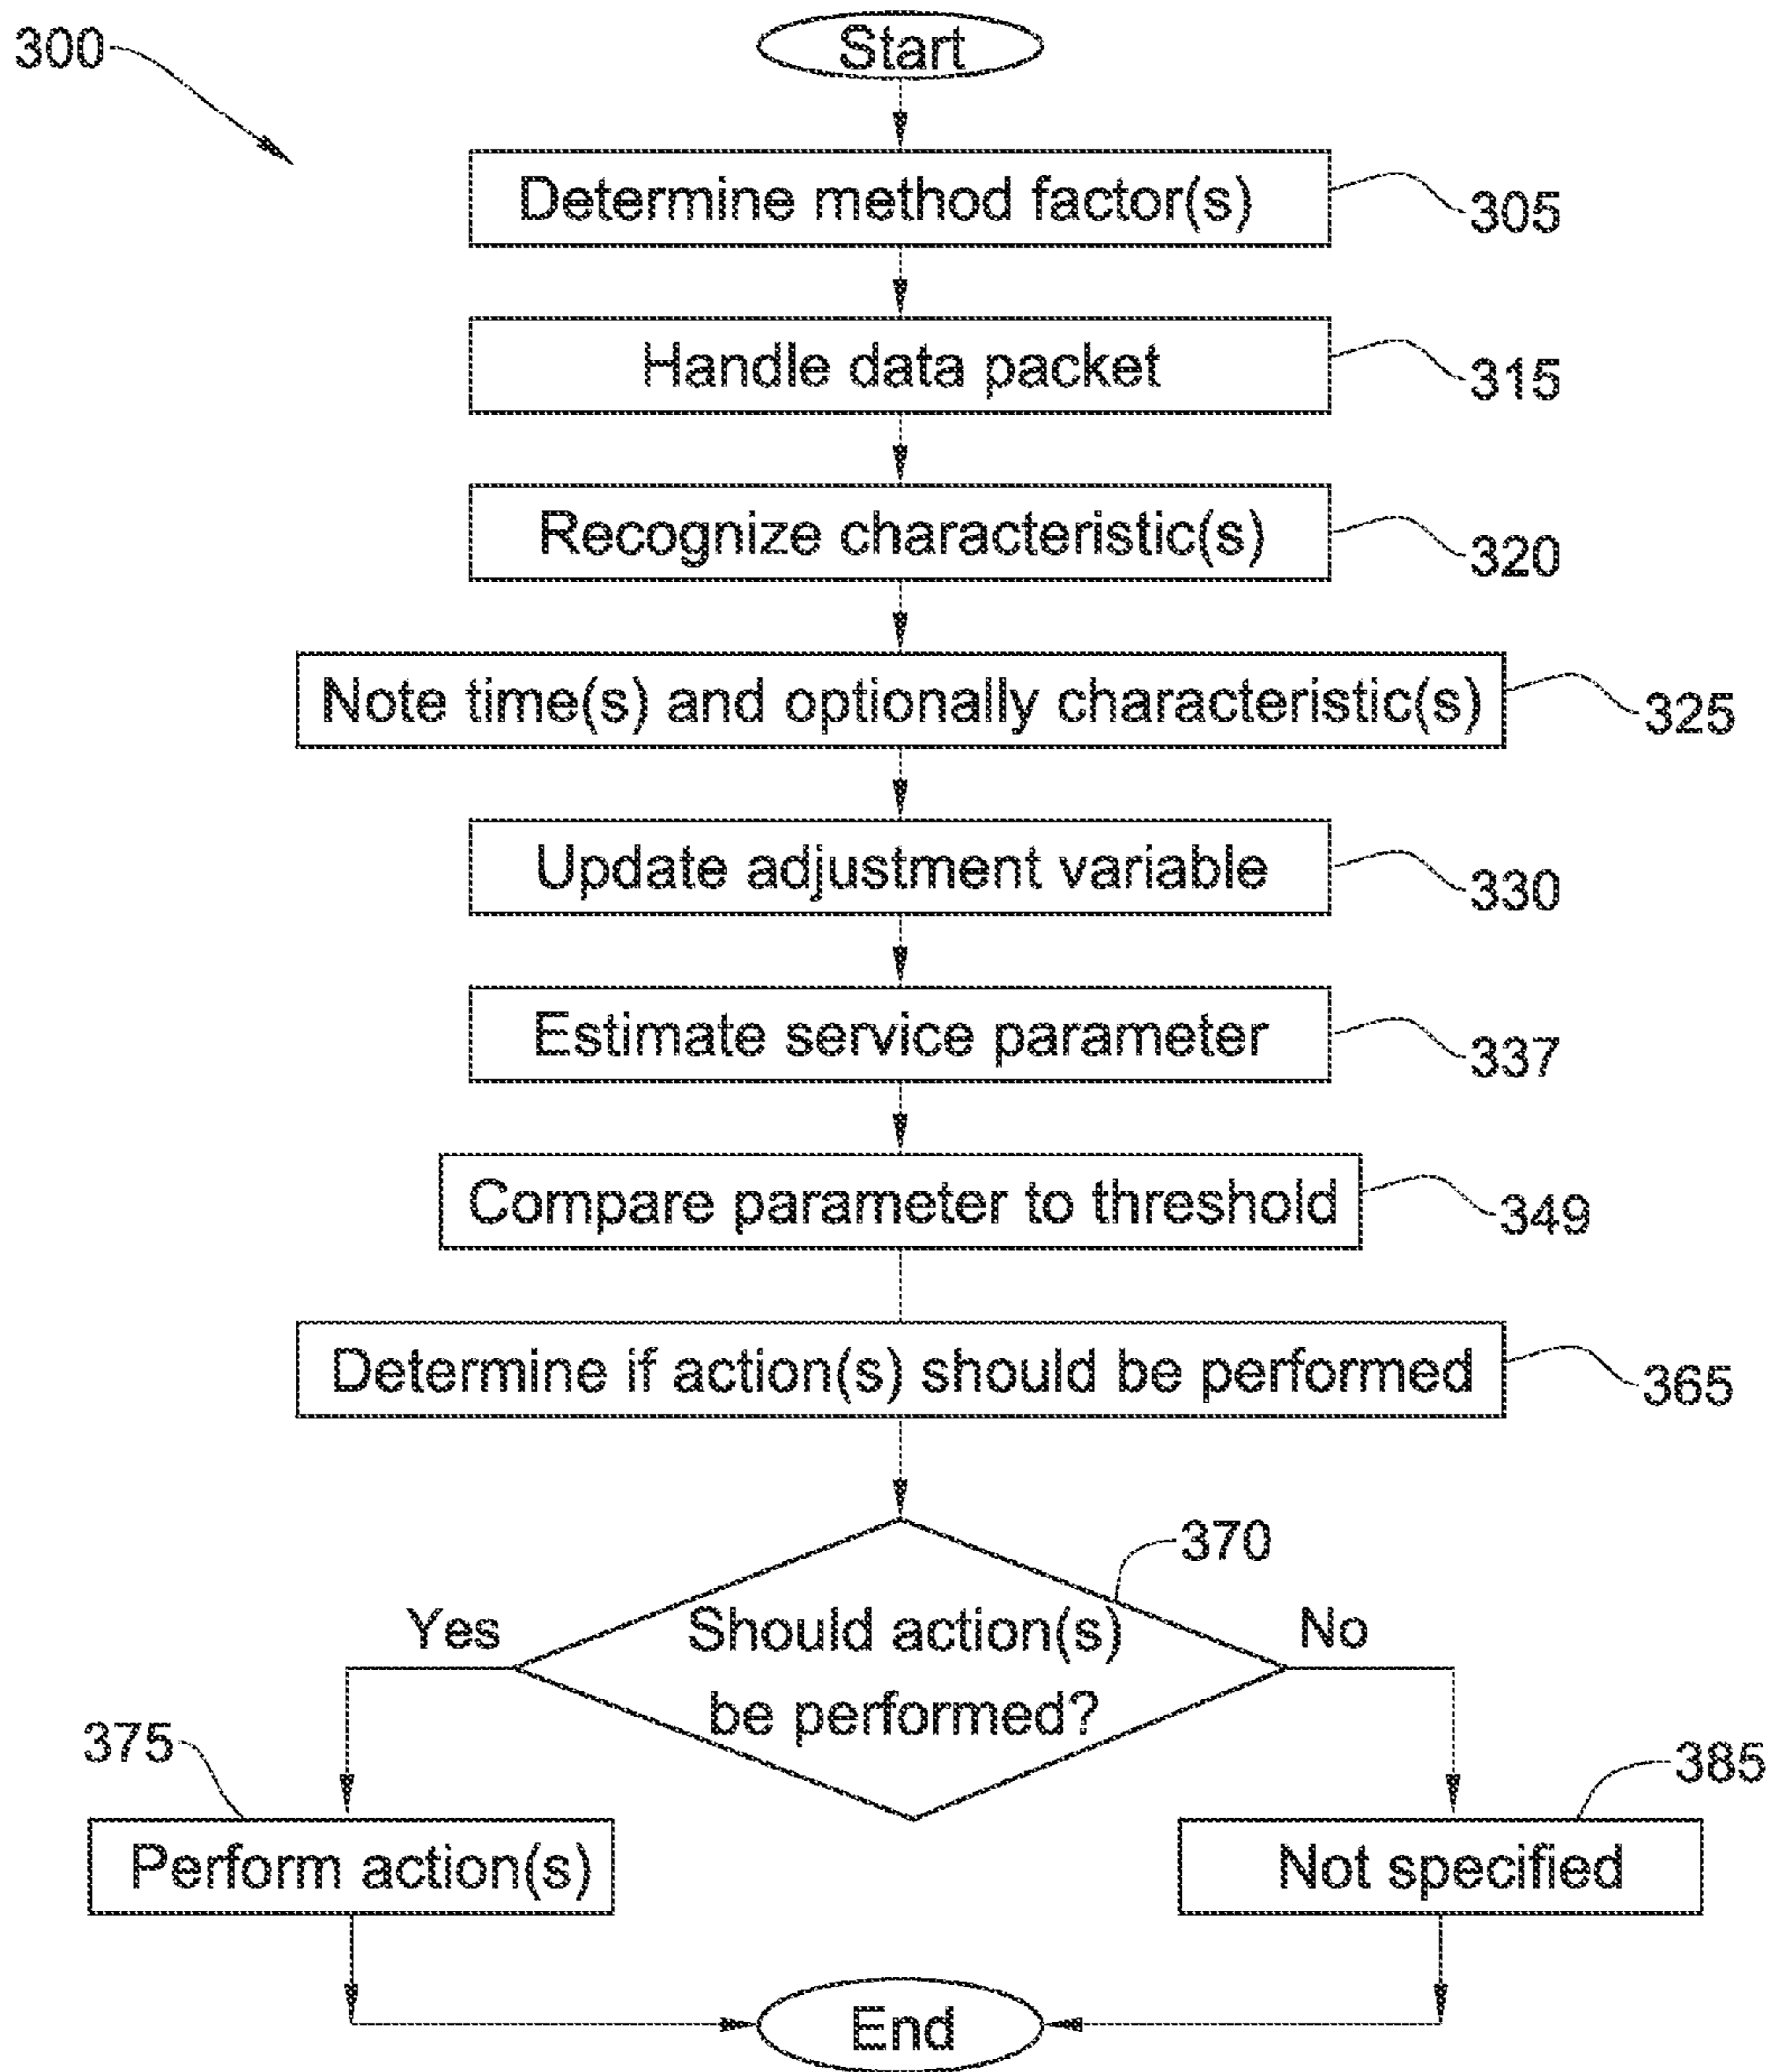 300
Start
Determine method factor(s)
305
Handle data packet
315
Recognize characteristic(s)
320
Note time(s) and optionally characteristic(s)
325
Update adjustment variable
330
Estimate service parameter
337
Compare parameter to threshold
349
Determine if action(s) should be performed
365
370
Yes
Should action(s)
be performed?
No
375
Perform action(s)
385
Not specified
End